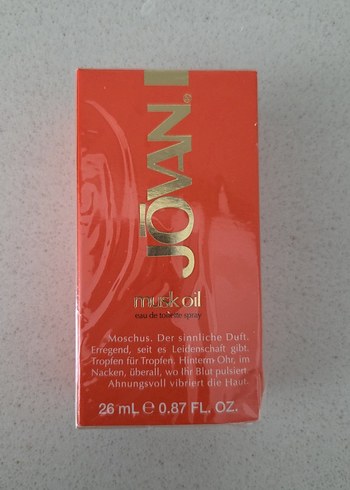 JŌVAN®
musk oil
eau de toilette spray
Moschus. Der sinnliche Duft.
Erregend, seit es Leidenschaft gibt.
Tropfen für Tropfen. Hinterm Ohr, im
Nacken, überall, wo Ihr Blut pulsiert.
Ahnungsvoll vibriert die Haut.
26 mL e 0.87 FL. OZ.